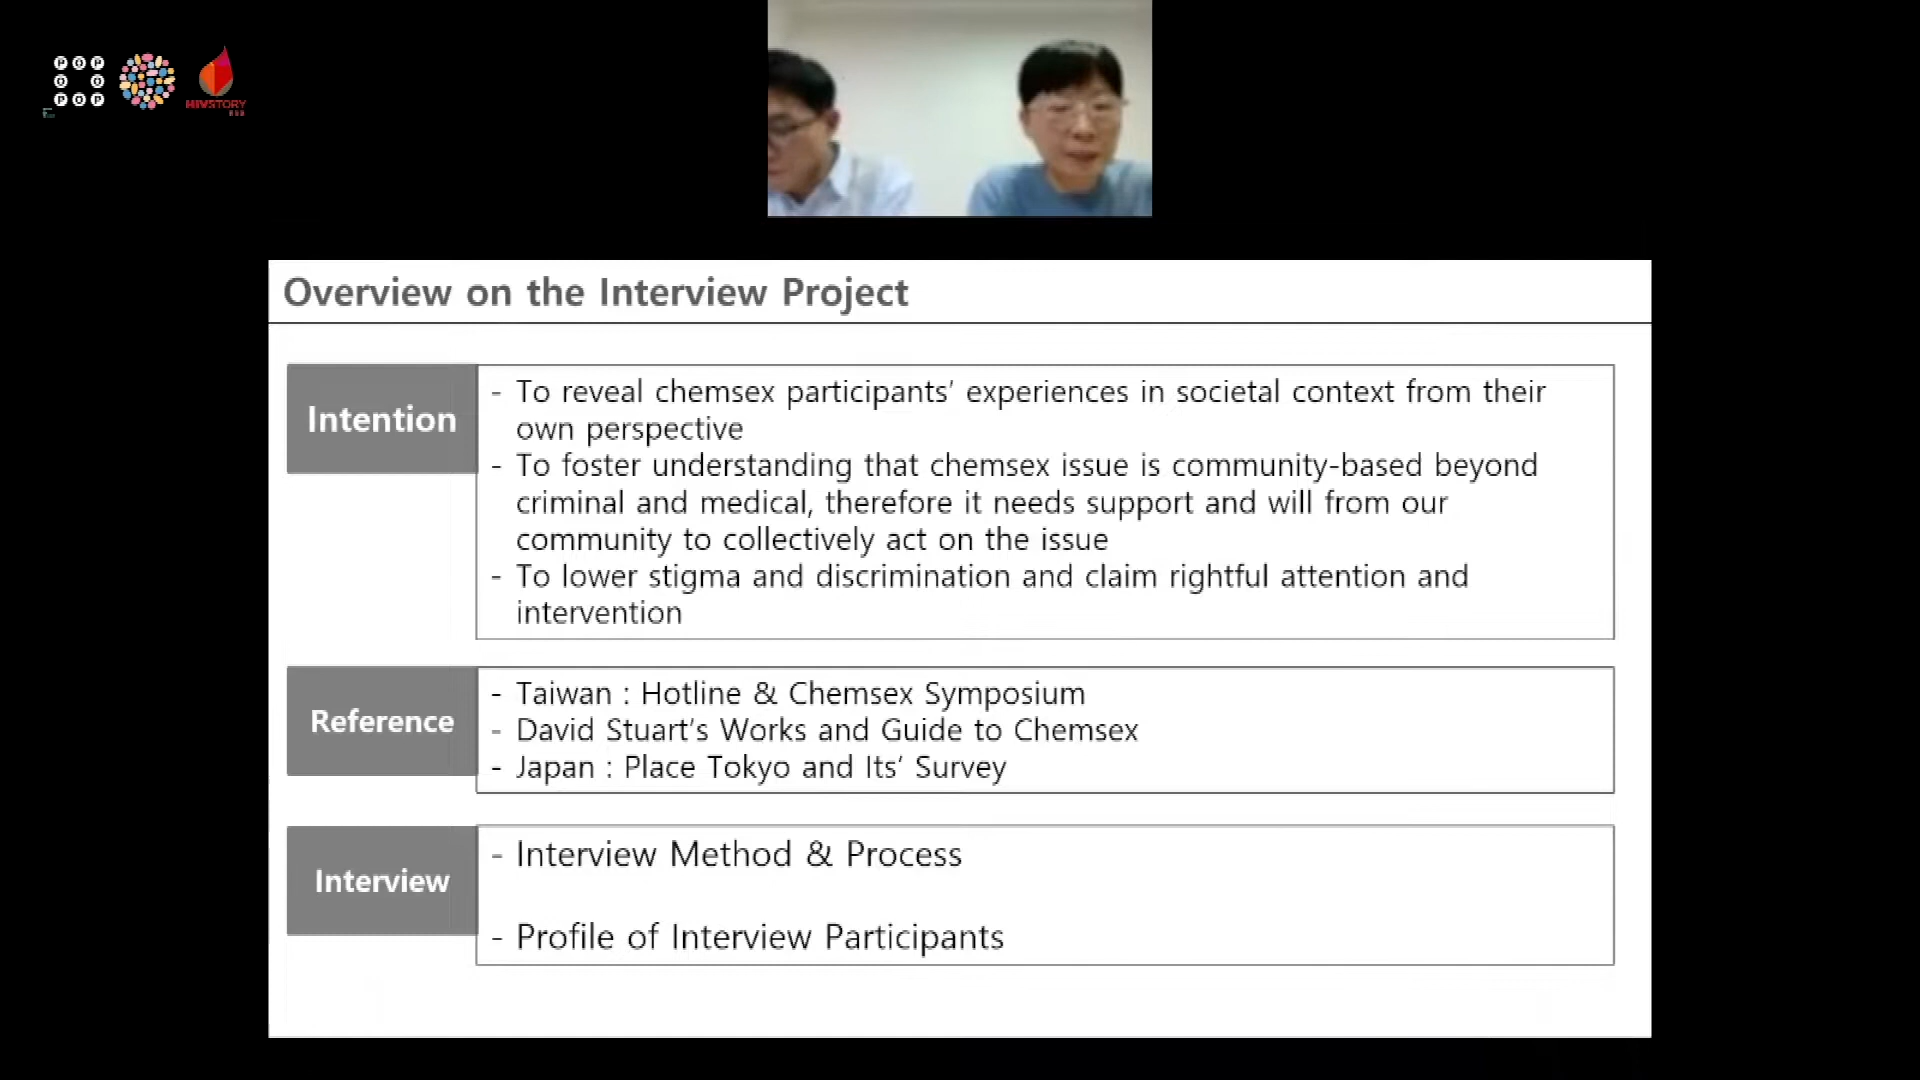 POP
O O
POP
HIVSTORY
Overview on the Interview Project
Intention
- To reveal chemsex participants’ experiences in societal context from their
own perspective
- To foster understanding that chemsex issue is community-based beyond
criminal and medical, therefore it needs support and will from our
community to collectively act on the issue
- To lower stigma and discrimination and claim rightful attention and
intervention
Reference
- Taiwan : Hotline & Chemsex Symposium
- David Stuart’s Works and Guide to Chemsex
- Japan : Place Tokyo and Its’ Survey
Interview
- Interview Method & Process
- Profile of Interview Participants